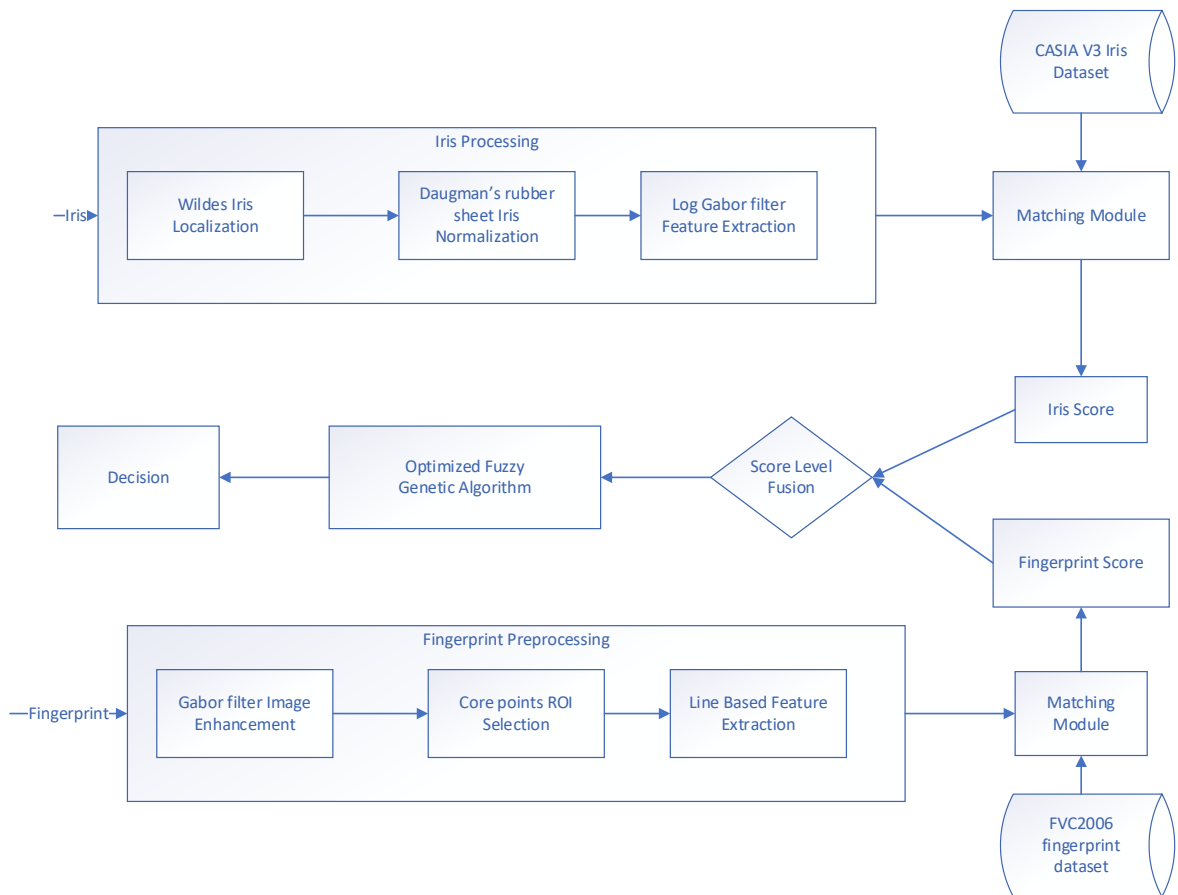 CASIA V3 Iris
Dataset
Iris Processing
Iris
Wildes Iris
Localization
Daugman’s rubber
sheet Iris
Normalization
Log Gabor filter
Feature Extraction
Matching Module
Iris Score
Decision
Optimized Fuzzy
Genetic Algorithm
Score Level
Fusion
Fingerprint Score
Fingerprint Preprocessing
Fingerprint
Gabor filter Image
Enhancement
Core points ROI
Selection
Line Based Feature
Extraction
Matching
Module
FVC2006
fingerprint
dataset